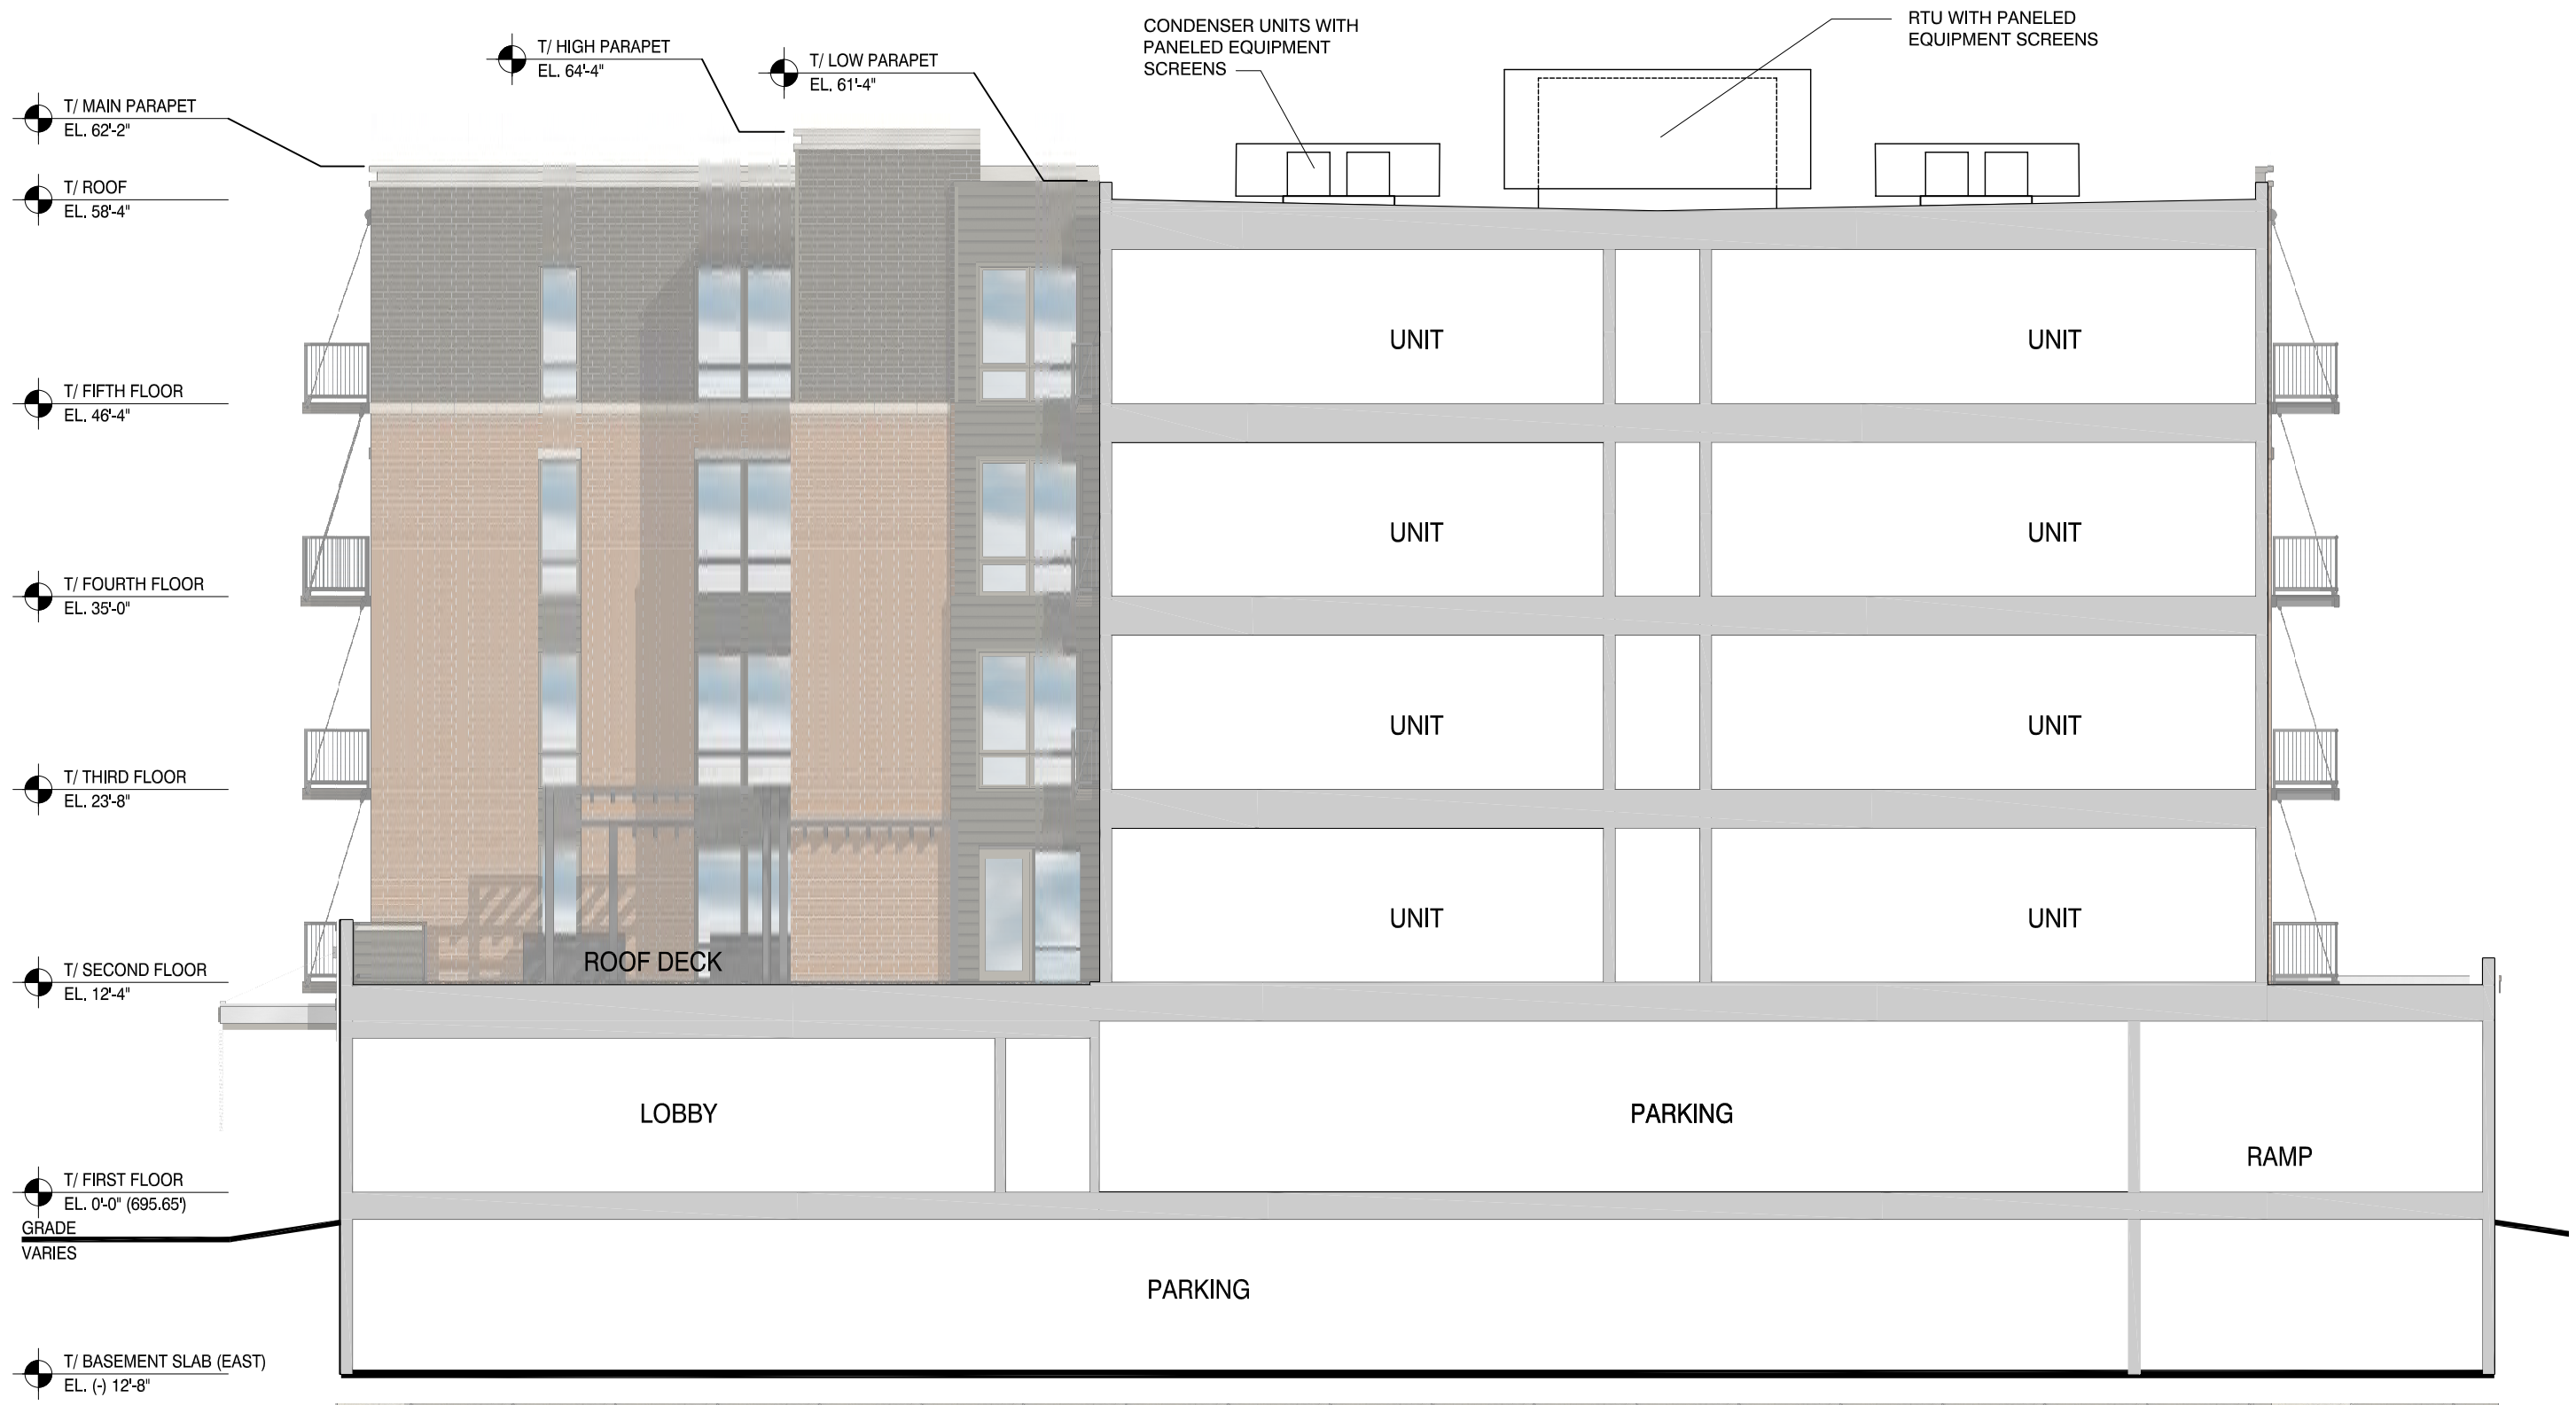 CONDENSER UNITS WITH
PANELED EQUIPMENT
SCREENS
RTU WITH PANELED
EQUIPMENT SCREENS
T/ HIGH PARAPET
EL. 64'-4"
T/ LOW PARAPET
EL. 61'-4"
T/ MAIN PARAPET
EL. 62'-2"
T/ ROOF
EL. 58'-4"
UNIT
UNIT
T/ FIFTH FLOOR
EL. 46'-4"
UNIT
UNIT
T/ FOURTH FLOOR
EL. 35'-0"
UNIT
UNIT
T/ THIRD FLOOR
EL. 23'-8"
UNIT
UNIT
ROOF DECK
T/ SECOND FLOOR
EL. 12'-4"
LOBBY
PARKING
RAMP
T/ FIRST FLOOR
EL. 0'-0" (695.65')
GRADE
VARIES
PARKING
T/ BASEMENT SLAB (EAST)
EL. (-) 12'-8"